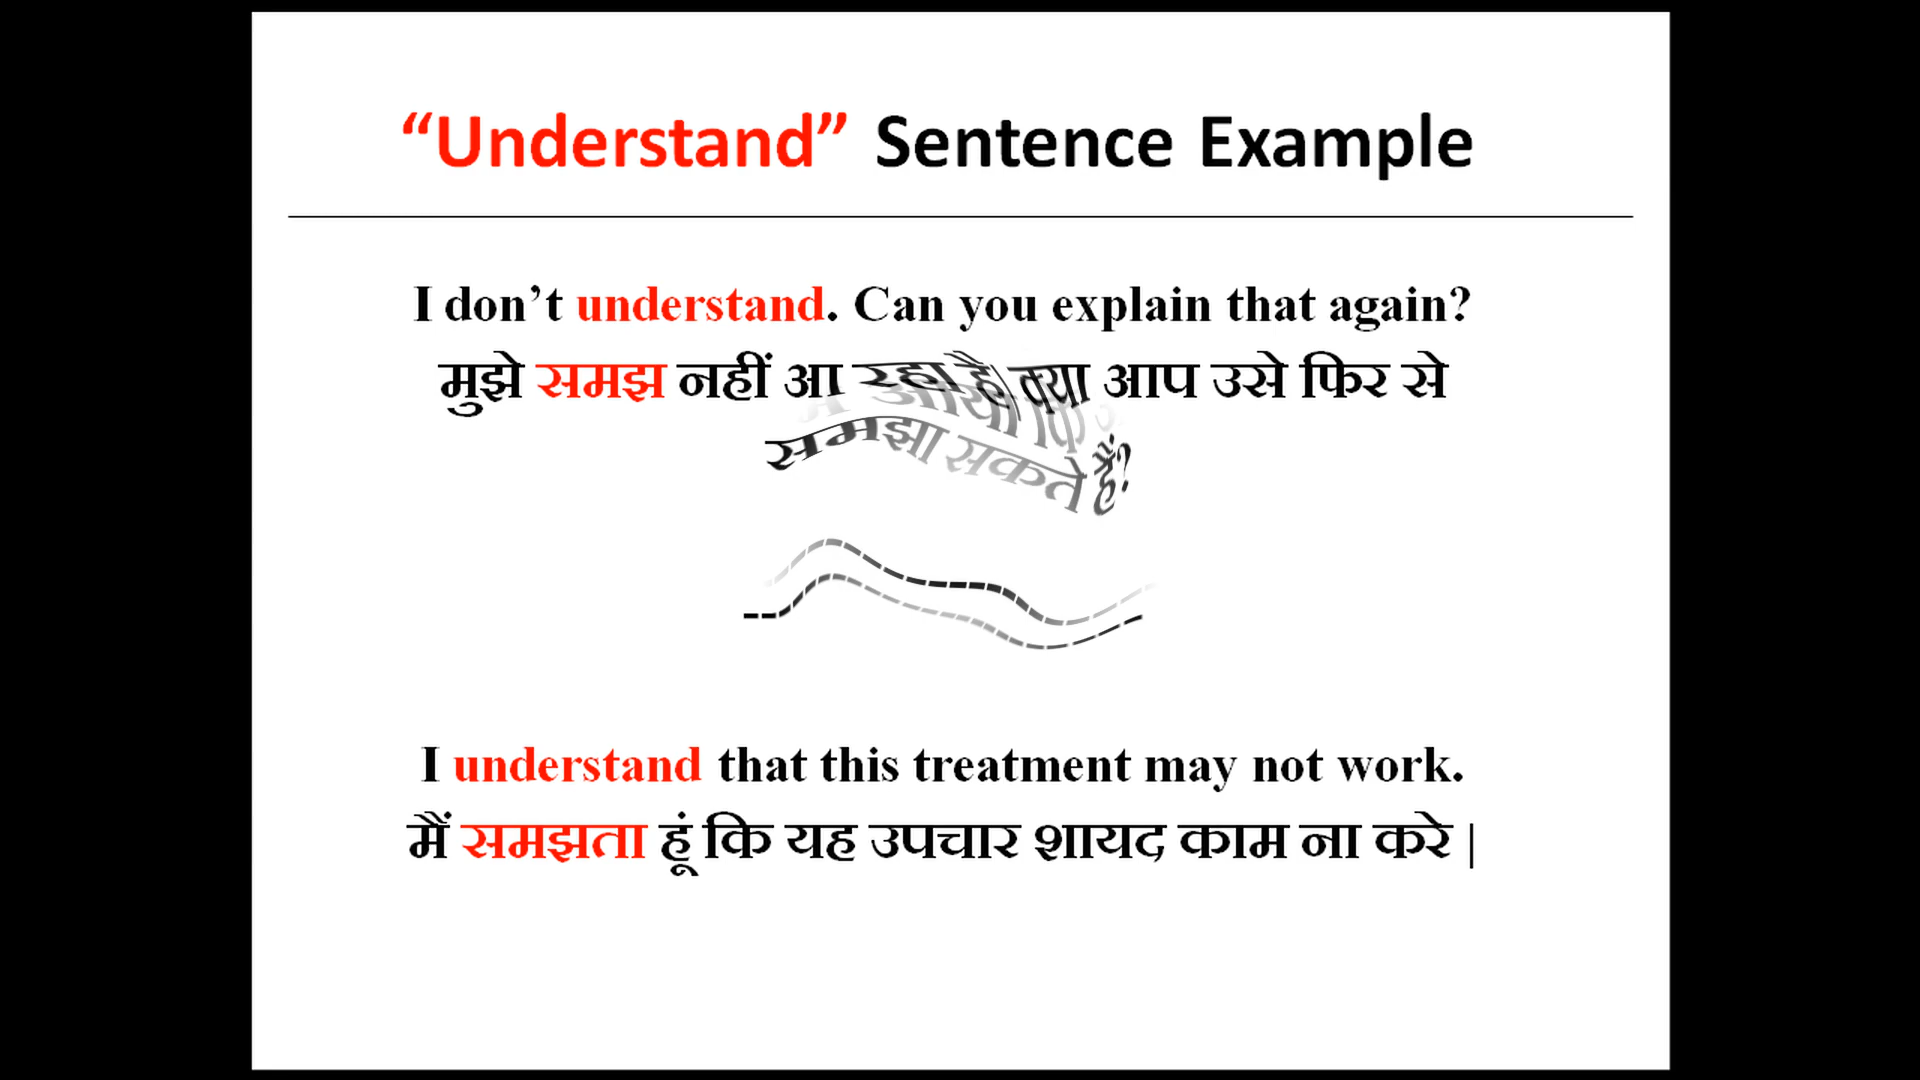 “Understand” Sentence Example
I don’t understand. Can you explain that again?
मुझे समझ नहीं आ रहा है। क्या आप उसे फिर से
समझा सकते हैं?
I understand that this treatment may not work.
मैं समझता हूं कि यह उपचार शायद काम ना करे |